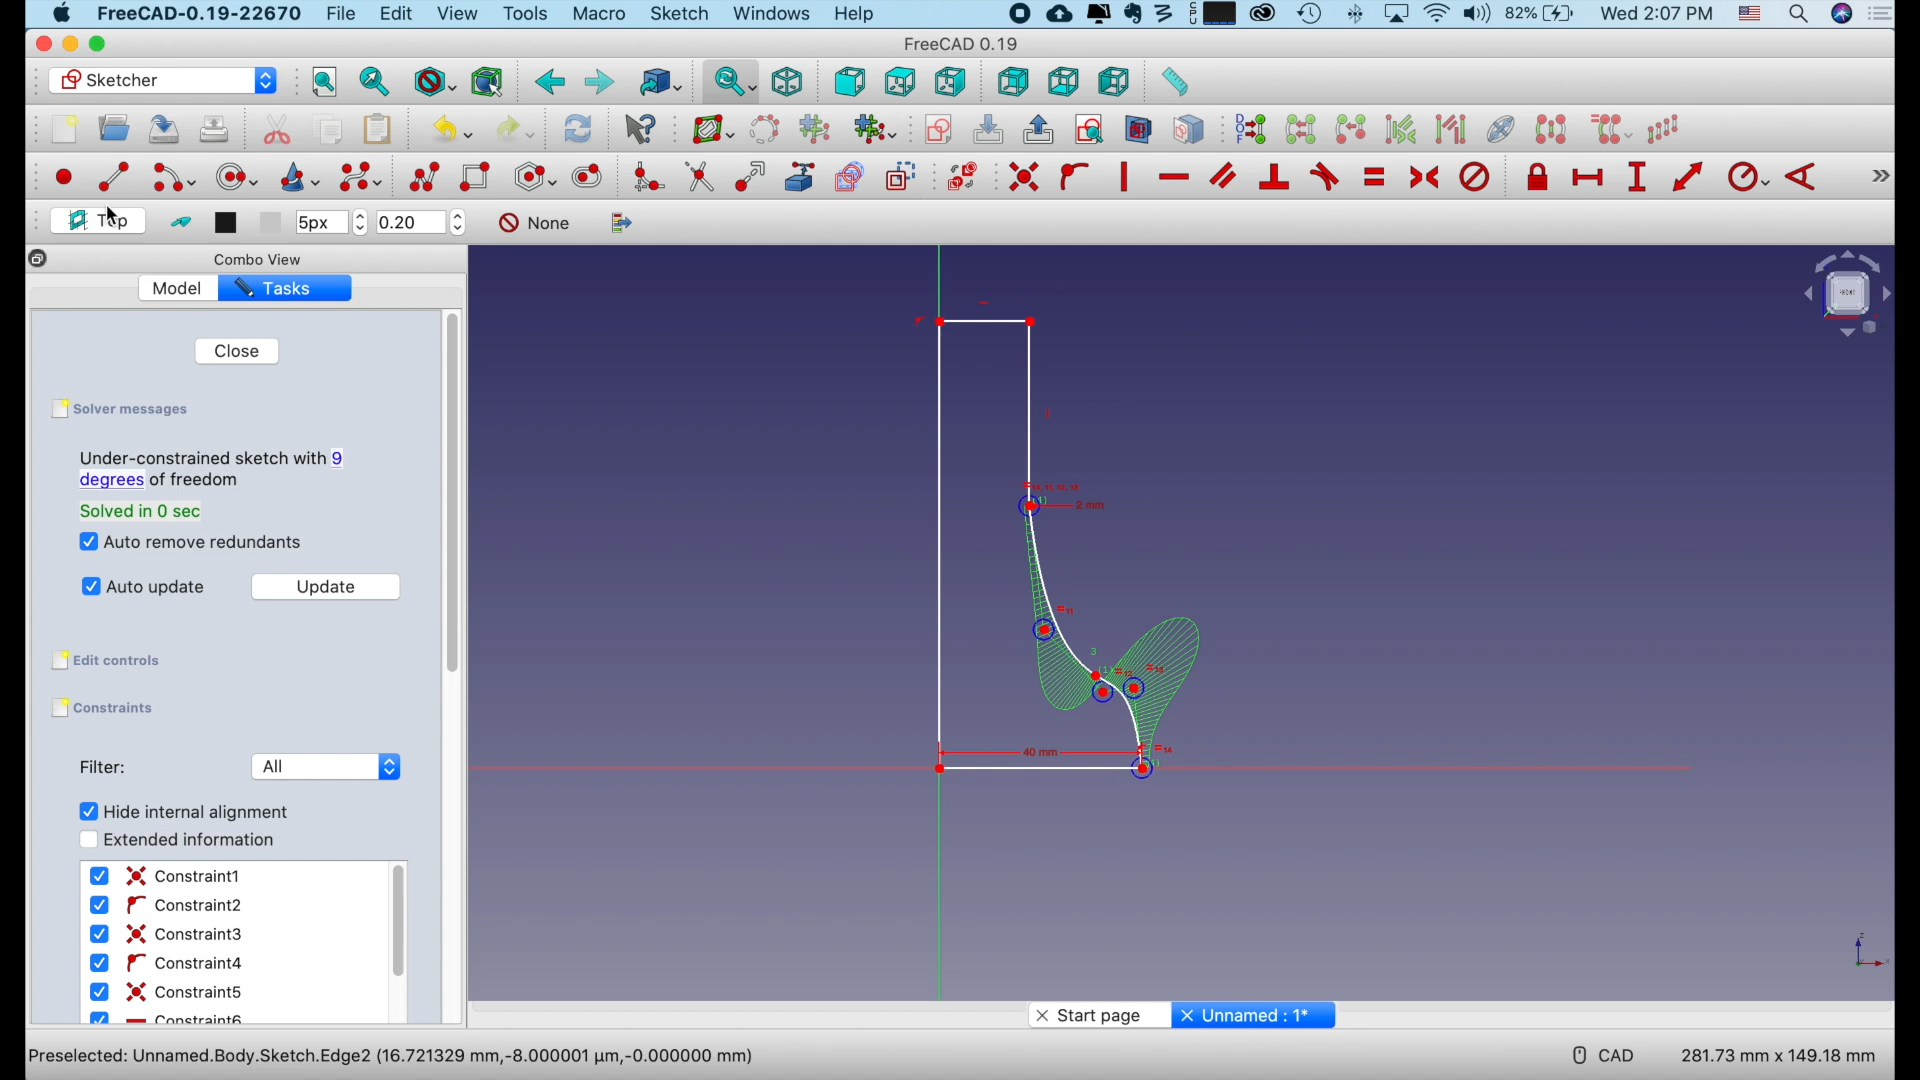 FreeCAD-0.19-22670 File Edit View Tools Macro Sketch Windows Help CPU 82% Wed 2:07 PM
FreeCAD 0.19
Sketcher
DOF
Top 5px 0.20 None
Combo View
Model Tasks
Close
Solver messages
Under-constrained sketch with 9
degrees of freedom
Solved in 0 sec
Auto remove redundants
Auto update Update
Edit controls
Constraints
Filter: All
Hide internal alignment
Extended information
Constraint1
Constraint2
Constraint3
Constraint4
Constraint5
Constraint6
2 mm
3
40 mm
FRONT
Start page Unnamed : 1*
Preselected: Unnamed.Body.Sketch.Edge2 (16.721329 mm,-8.000001 µm,-0.000000 mm) CAD 281.73 mm x 149.18 mm